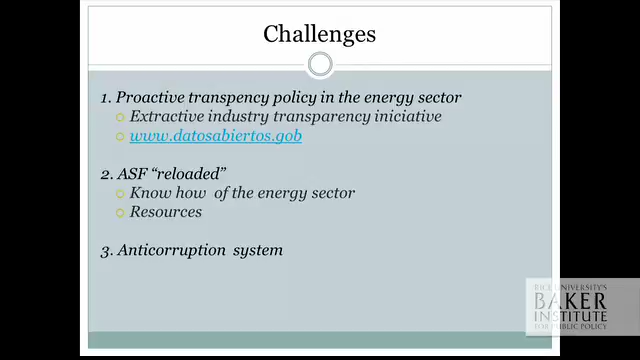 Challenges
1. Proactive transpency policy in the energy sector
Extractive industry transparency iniciative
www.datosabiertos.gob
2. ASF “reloaded”
Know how of the energy sector
Resources
3. Anticorruption system
RICE UNIVERSITY'S
BAKER
INSTITUTE
FOR PUBLIC POLICY